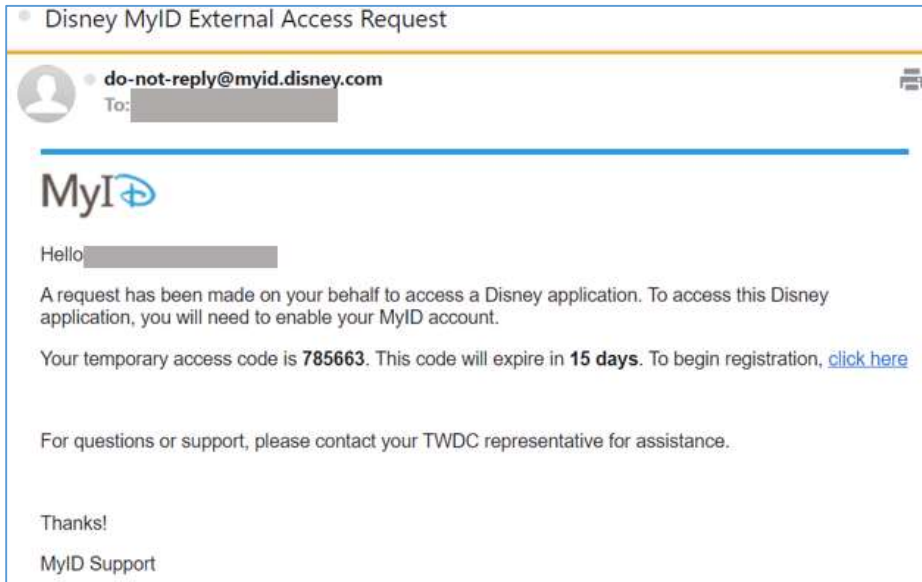 Disney MyID External Access Request
do-not-reply@myid.disney.com
To:
MyID
Hello
A request has been made on your behalf to access a Disney application. To access this Disney
application, you will need to enable your MyID account.
Your temporary access code is 785663. This code will expire in 15 days. To begin registration, click here
For questions or support, please contact your TWDC representative for assistance.
Thanks!
MyID Support